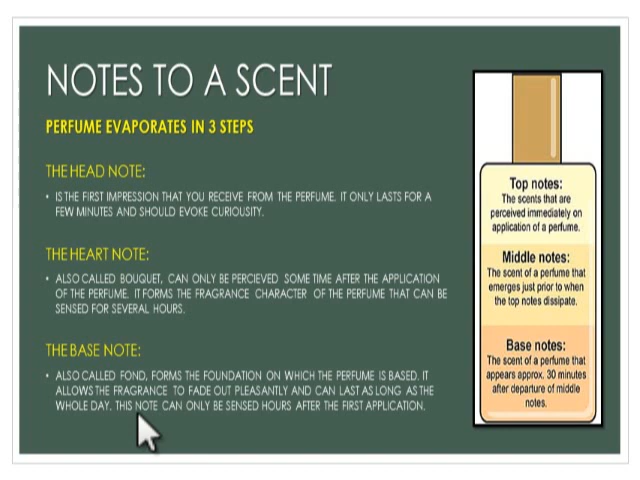 NOTES TO A SCENT
PERFUME EVAPORATES IN 3 STEPS
THE HEAD NOTE:
• IS THE FIRST IMPRESSION THAT YOU RECEIVE FROM THE PERFUME. IT ONLY LASTS FOR A
FEW MINUTES AND SHOULD EVOKE CURIOUSITY.
THE HEART NOTE:
• ALSO CALLED BOUQUET, CAN ONLY BE PERCIEVED SOME TIME AFTER THE APPLICATION
OF THE PERFUME. IT FORMS THE FRAGRANCE CHARACTER OF THE PERFUME THAT CAN BE
SENSED FOR SEVERAL HOURS.
THE BASE NOTE:
• ALSO CALLED FOND, FORMS THE FOUNDATION ON WHICH THE PERFUME IS BASED. IT
ALLOWS THE FRAGRANCE TO FADE OUT PLEASANTLY AND CAN LAST AS LONG AS THE
WHOLE DAY. THIS NOTE CAN ONLY BE SENSED HOURS AFTER THE FIRST APPLICATION.
Top notes:
The scents that are
perceived immediately on
application of a perfume.
Middle notes:
The scent of a perfume that
emerges just prior to when
the top notes dissipate.
Base notes:
The scent of a perfume that
appears approx. 30 minutes
after departure of middle
notes.